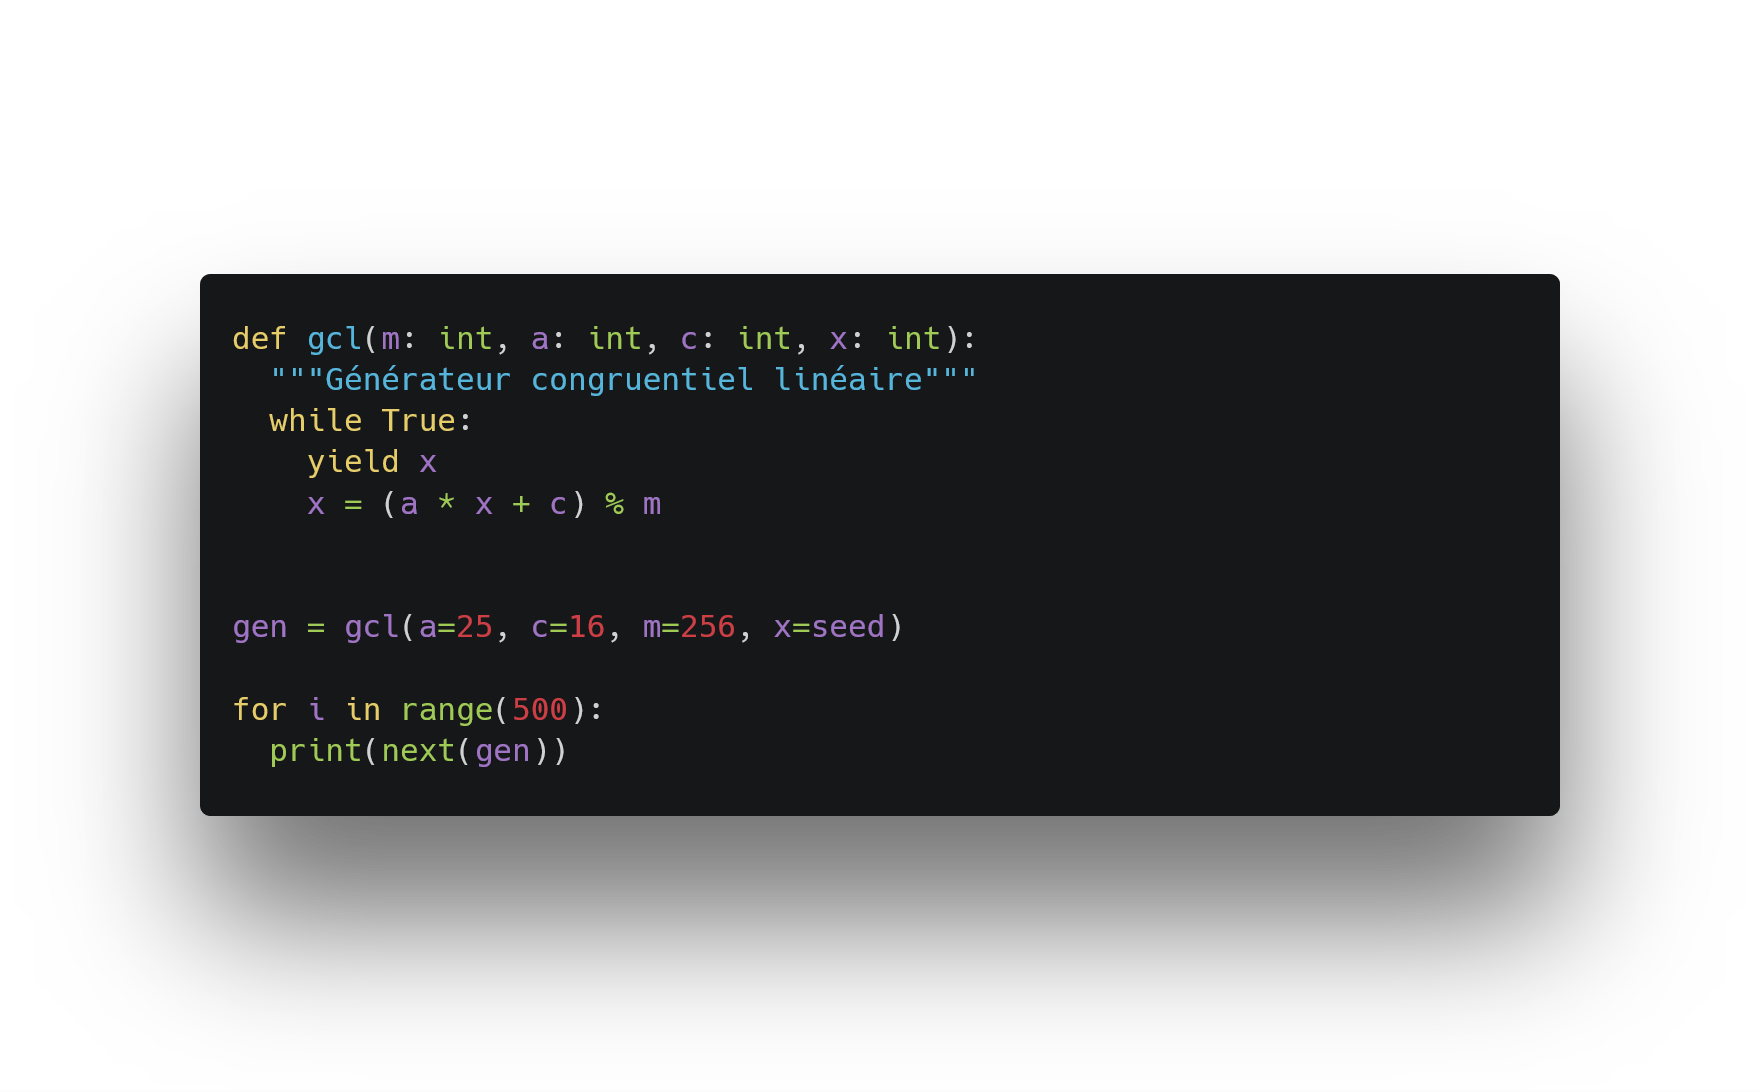 def gcl(m: int, a: int, c: int, x: int):
  """Générateur congruentiel linéaire"""
  while True:
    yield x
    x = (a * x + c) % m
gen = gcl(a=25, c=16, m=256, x=seed)
for i in range(500):
  print(next(gen))